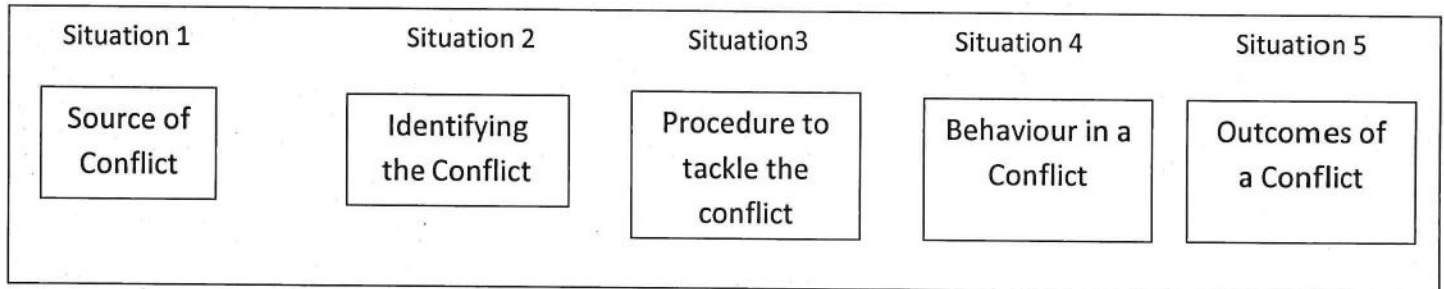 Situation 1
Situation 2
Situation3
Situation 4
Situation 5
Source of
Conflict
Identifying
the Conflict
Procedure to
tackle the
conflict
Behaviour in a
Conflict
Outcomes of
a Conflict